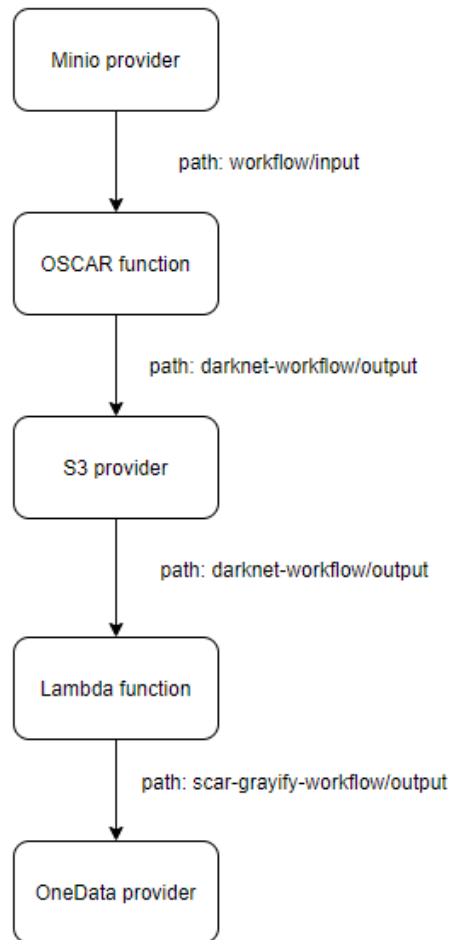 Minio provider
path: workflow/input
OSCAR function
path: darknet-workflow/output
S3 provider
path: darknet-workflow/output
Lambda function
path: scar-grayify-workflow/output
OneData provider